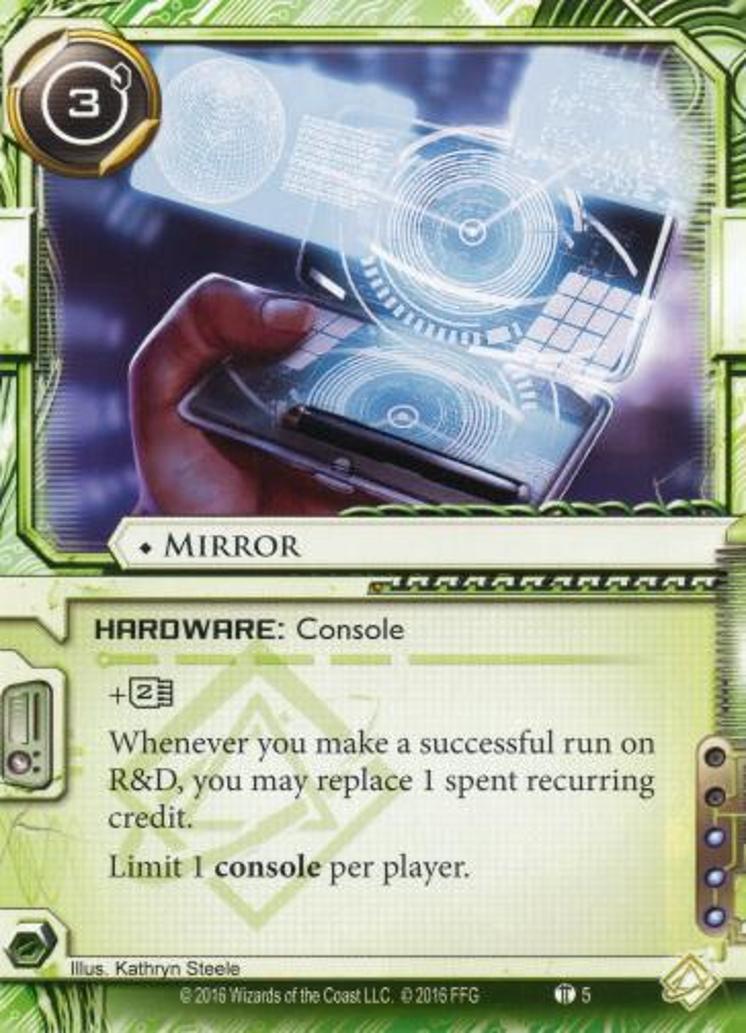 3
◆ MIRROR
HARDWARE: Console
+2
Whenever you make a successful run on
R&D, you may replace 1 spent recurring
credit.
Limit 1 console per player.
Illus. Kathryn Steele
© 2016 Wizards of the Coast LLC. © 2016 FFG 5